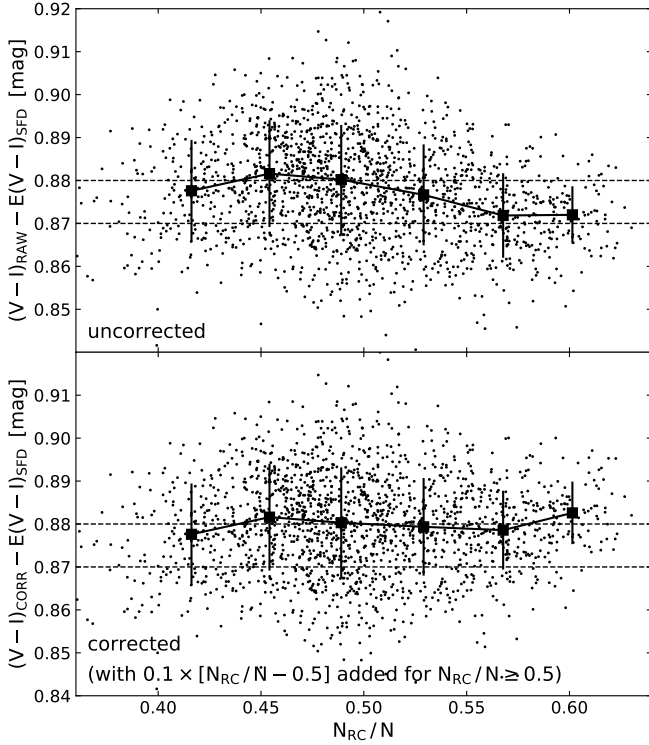 0.92
0.91
0.90
0.89
0.88
0.87
0.86
0.85
(V − I)RAW − E(V − I)SFD [mag]
uncorrected
0.91
0.90
0.89
0.88
0.87
0.86
0.85
0.84
(V − I)CORR − E(V − I)SFD [mag]
corrected
(with 0.1 × [NRC/N − 0.5] added for NRC/N ≥ 0.5)
0.40 0.45 0.50 0.55 0.60
NRC/N